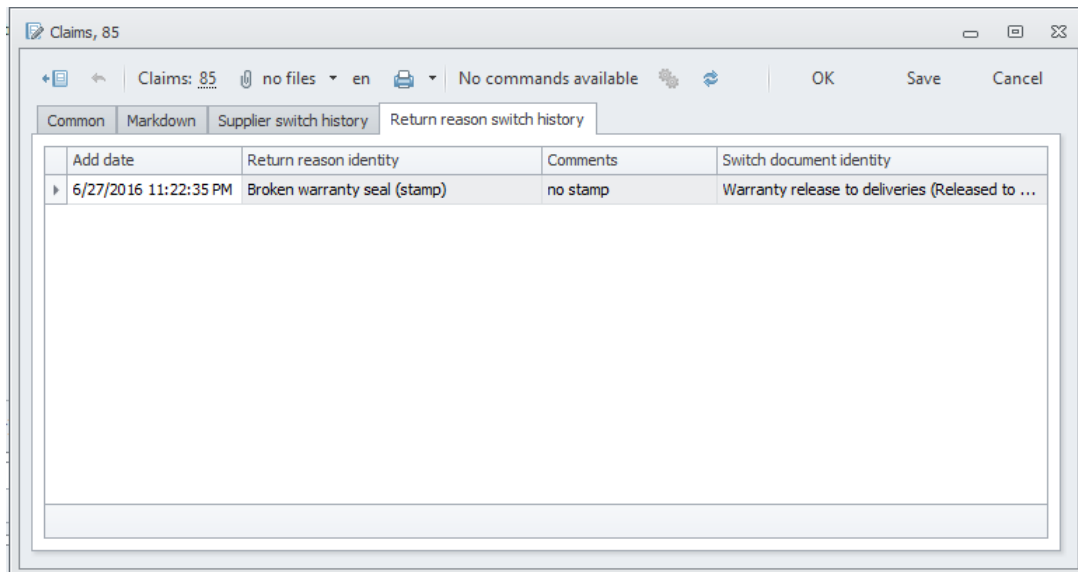 Claims, 85
Claims: 85 no files en No commands available OK Save Cancel
Common Markdown Supplier switch history Return reason switch history
Add date Return reason identity Comments Switch document identity
6/27/2016 11:22:35 PM Broken warranty seal (stamp) no stamp Warranty release to deliveries (Released to ...